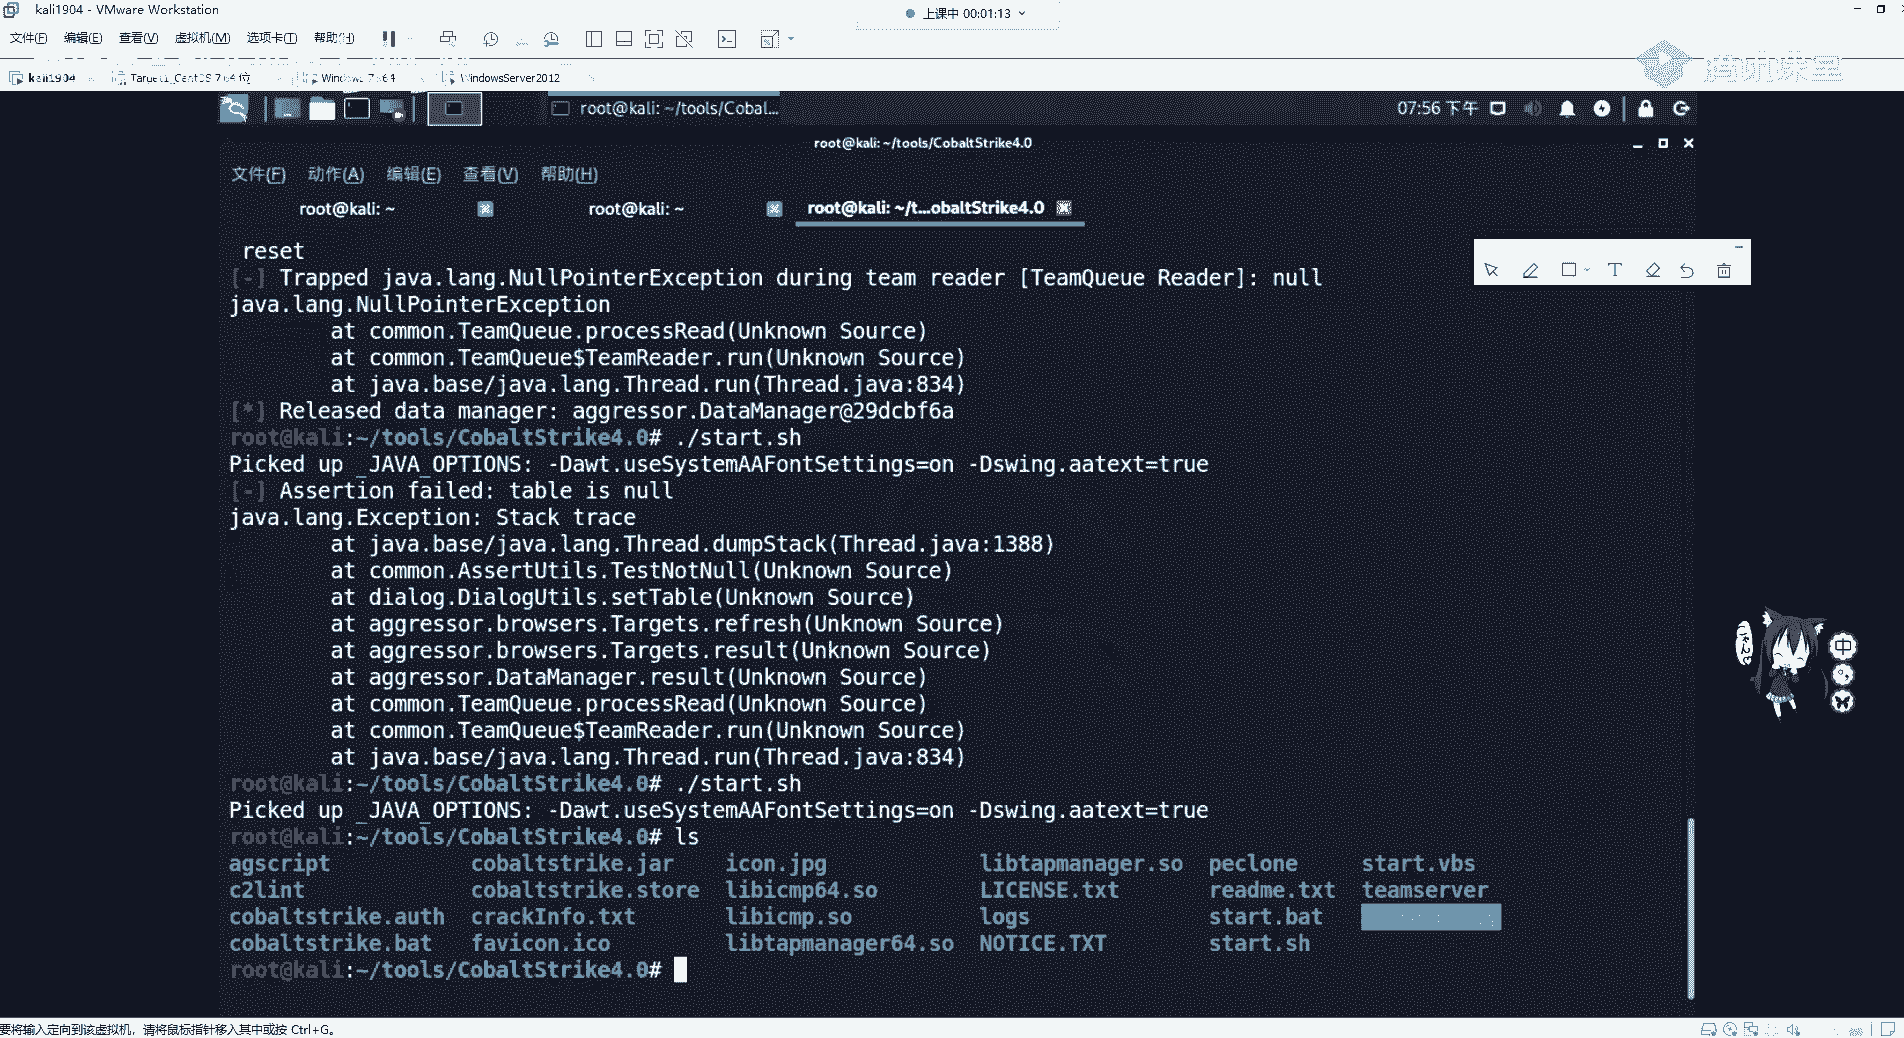 kali1904 - VMware Workstation
上课中 00:01:13
文件(F) 编辑(E) 查看(V) 虚拟机(M) 选项卡(T) 帮助(H)
kali1904 Windows 7 x64 WindowsServer2012
root@kali: ~/tools/Cobal... 07:56 下午
root@kali: ~/tools/CobaltStrike4.0
文件(F) 动作(A) 编辑(E) 查看(V) 帮助(H)
root@kali: ~ root@kali: ~ root@kali: ~/t...obaltStrike4.0
reset
[-] Trapped java.lang.NullPointerException during team reader [TeamQueue Reader]: null
java.lang.NullPointerException
at common.TeamQueue.processRead(Unknown Source)
at common.TeamQueue$TeamReader.run(Unknown Source)
at java.base/java.lang.Thread.run(Thread.java:834)
[*] Released data manager: aggressor.DataManager@29dcbf6a
root@kali:~/tools/CobaltStrike4.0# ./start.sh
Picked up _JAVA_OPTIONS: -Dawt.useSystemAAFontSettings=on -Dswing.aatext=true
[-] Assertion failed: table is null
java.lang.Exception: Stack trace
at java.base/java.lang.Thread.dumpStack(Thread.java:1388)
at common.AssertUtils.TestNotNull(Unknown Source)
at dialog.DialogUtils.setTable(Unknown Source)
at aggressor.browsers.Targets.refresh(Unknown Source)
at aggressor.browsers.Targets.result(Unknown Source)
at aggressor.DataManager.result(Unknown Source)
at common.TeamQueue.processRead(Unknown Source)
at common.TeamQueue$TeamReader.run(Unknown Source)
at java.base/java.lang.Thread.run(Thread.java:834)
root@kali:~/tools/CobaltStrike4.0# ./start.sh
Picked up _JAVA_OPTIONS: -Dawt.useSystemAAFontSettings=on -Dswing.aatext=true
root@kali:~/tools/CobaltStrike4.0# ls
agscript cobaltstrike.jar icon.jpg libtapmanager.so peclone start.vbs
c2lint cobaltstrike.store libicmp64.so LICENSE.txt readme.txt teamserver
cobaltstrike.auth crackInfo.txt libicmp.so logs start.bat
cobaltstrike.bat favicon.ico libtapmanager64.so NOTICE.TXT start.sh
root@kali:~/tools/CobaltStrike4.0#
中
要将输入定向到该虚拟机，请将鼠标指针移入其中或按 Ctrl+G。